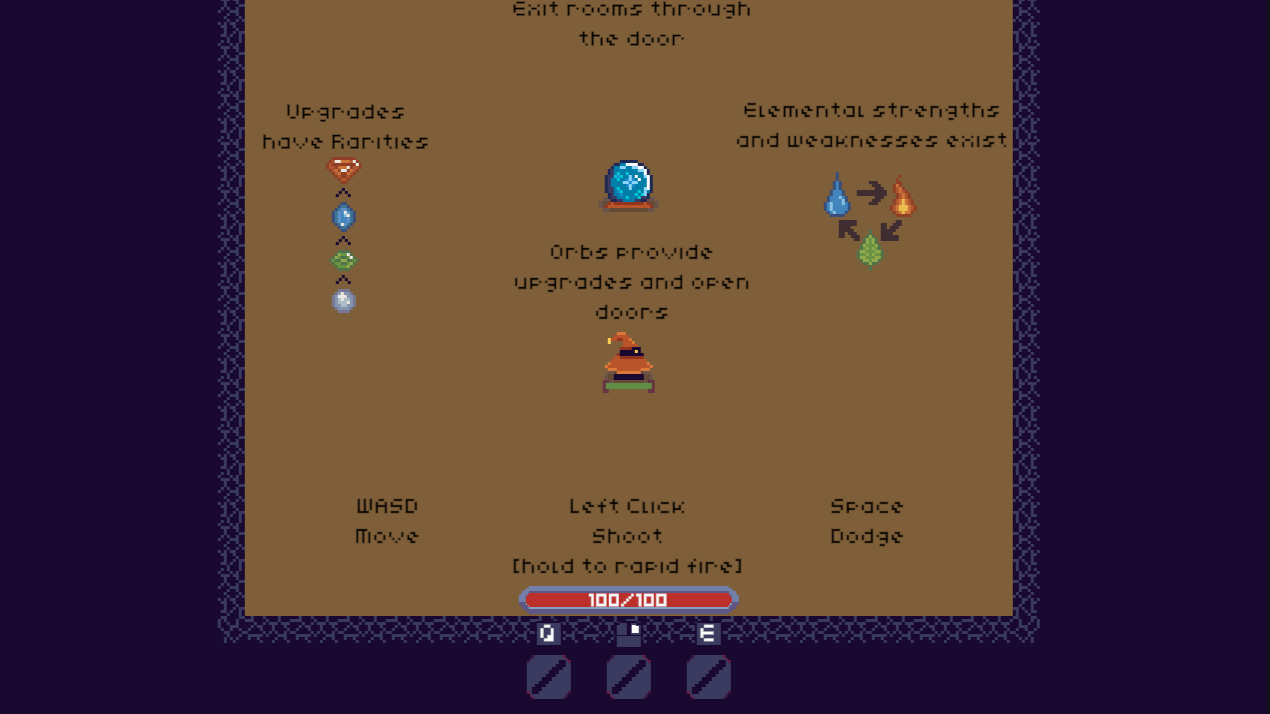 Exit rooms through
the door
Upgrades
have Rarities
Elemental strengths
and weaknesses exist
Orbs provide
upgrades and open
doors
WASD
Move
Left Click
Shoot
[hold to rapid fire]
Space
Dodge
100/100
Q
E